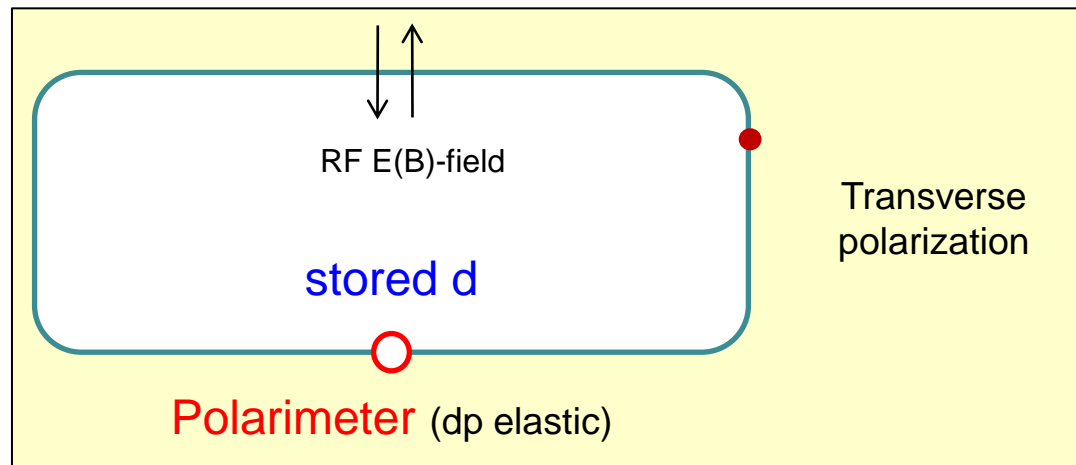 RF E(B)-field
Transverse
polarization
stored d
Polarimeter (dp elastic)